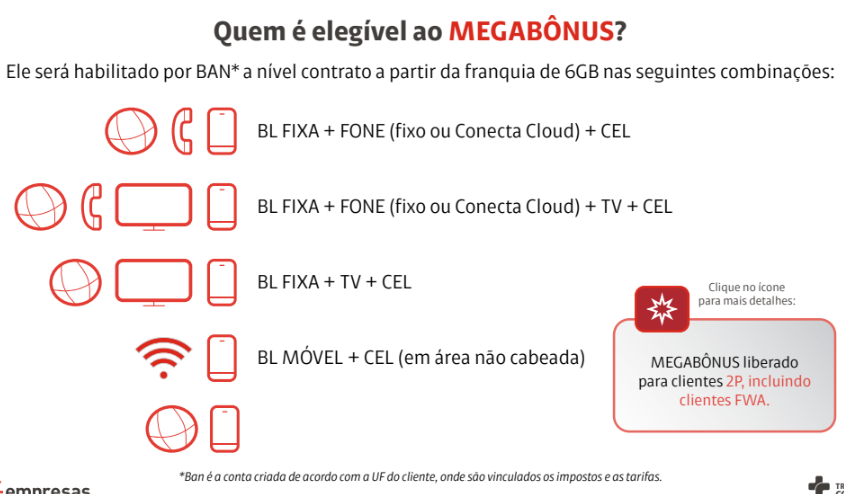 Quem é elegível ao MEGABÔNUS?
Ele será habilitado por BAN* a nível contrato a partir da franquia de 6GB nas seguintes combinações:
BL FIXA + FONE (fixo ou Conecta Cloud) + CEL
BL FIXA + FONE (fixo ou Conecta Cloud) + TV + CEL
BL FIXA + TV + CEL
Clique no ícone
para mais detalhes:
BL MÓVEL + CEL (em área não cabeada)
MEGABÔNUS liberado
para clientes 2P, incluindo
clientes FWA.
*Ban é a conta criada de acordo com a UF do cliente, onde são vinculados os impostos e as tarifas.
empresas